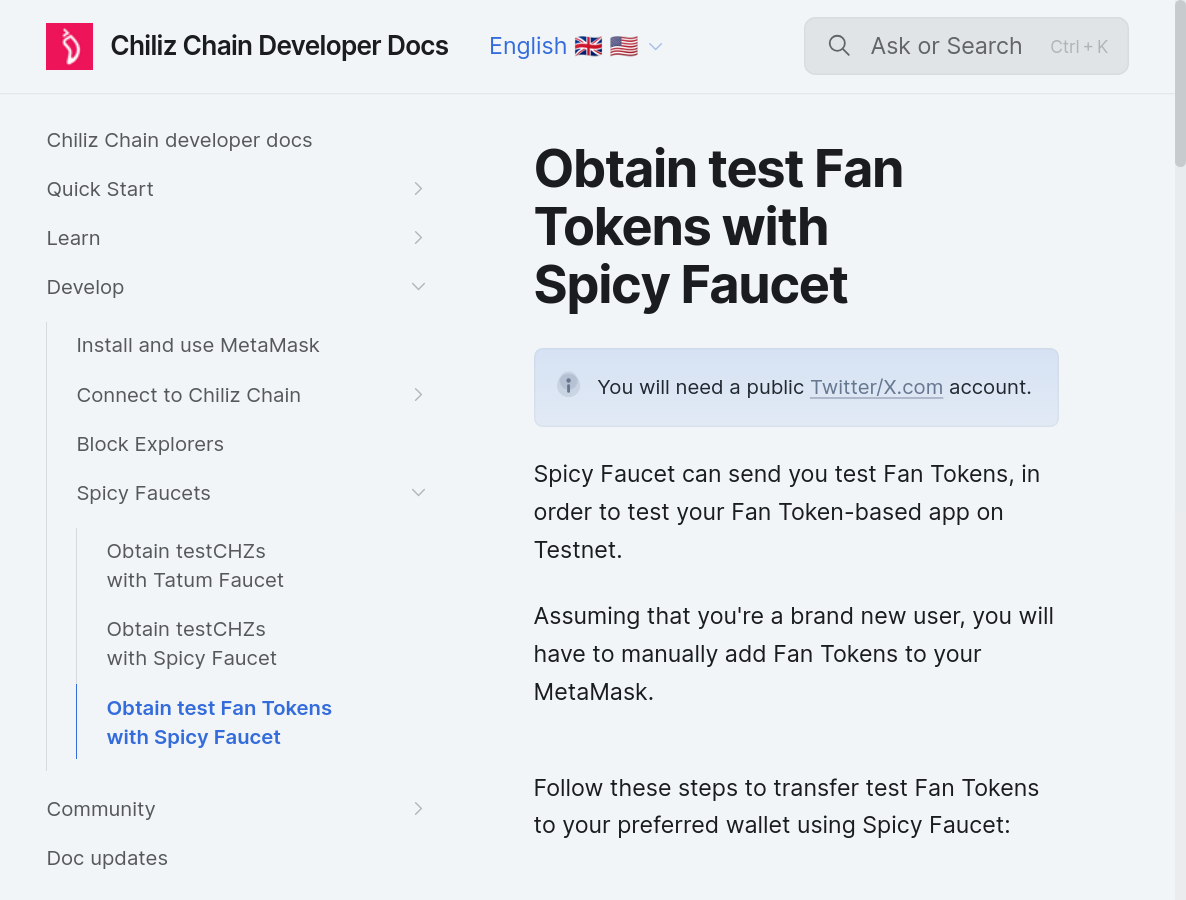 Chiliz Chain Developer Docs
English 🇬🇧 🇺🇸
Ask or Search
Ctrl + K
Chiliz Chain developer docs
Quick Start
Learn
Develop
Install and use MetaMask
Connect to Chiliz Chain
Block Explorers
Spicy Faucets
Obtain testCHZs
with Tatum Faucet
Obtain testCHZs
with Spicy Faucet
Obtain test Fan Tokens
with Spicy Faucet
Community
Doc updates
Obtain test Fan
Tokens with
Spicy Faucet
You will need a public Twitter/X.com account.
Spicy Faucet can send you test Fan Tokens, in
order to test your Fan Token-based app on
Testnet.
Assuming that you're a brand new user, you will
have to manually add Fan Tokens to your
MetaMask.
Follow these steps to transfer test Fan Tokens
to your preferred wallet using Spicy Faucet: